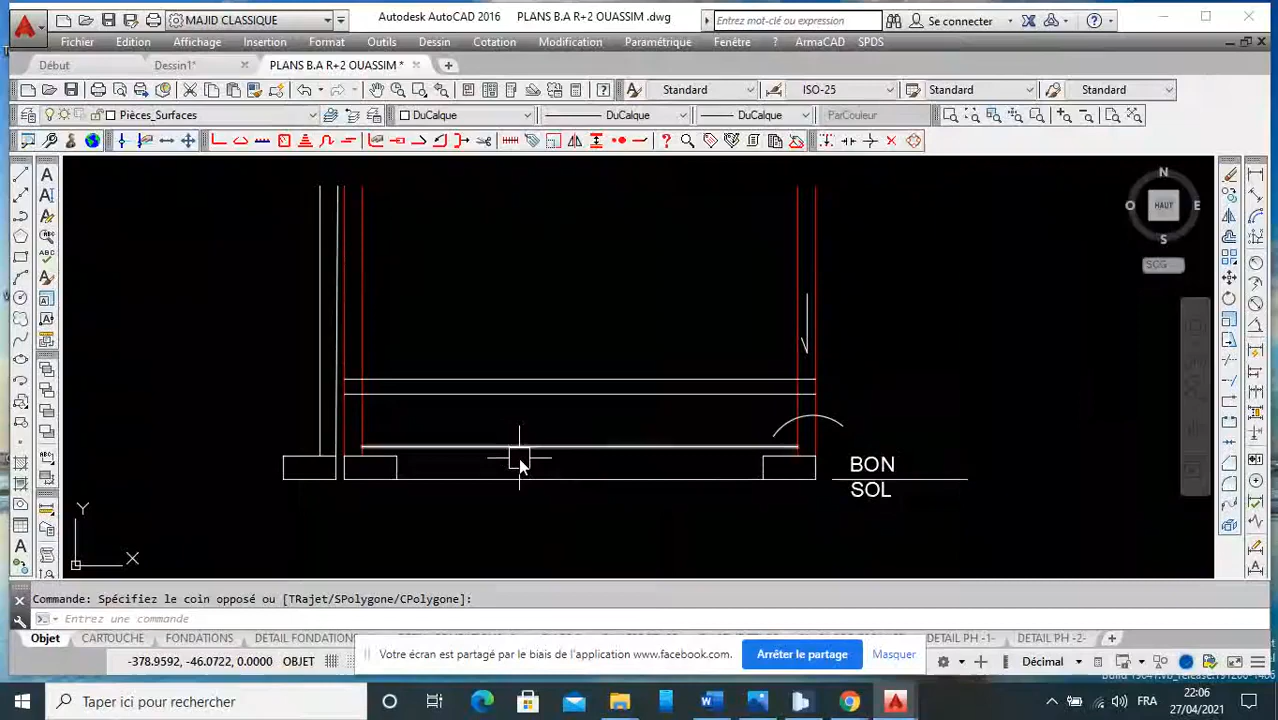 MAJID CLASSIQUE
Autodesk AutoCAD 2016 PLANS B.A R+2 OUASSIM .dwg
Entrez mot-clé ou expression
Se connecter
Fichier Edition Affichage Insertion Format Outils Dessin Cotation Modification Paramétrique Fenêtre ? ArmaCAD SPDS
Début Dessin1* PLANS B.A R+2 OUASSIM *
Standard ISO-25 Standard Standard
Pièces_Surfaces DuCalque DuCalque DuCalque ParCouleur
N
O HAUT E
S
SCG
BON
SOL
Y
X
Commande: Spécifiez le coin opposé ou [TRajet/SPolygone/CPolygone]:
Entrez une commande
Objet CARTOUCHE FONDATIONS DETAIL FONDATION DETAIL PH -1- DETAIL PH -2-
-378.9592, -46.0722, 0.0000 OBJET
Votre écran est partagé par le biais de l'application www.facebook.com. Arrêter le partage Masquer
Décimal
Taper ici pour rechercher
FRA
22:06
27/04/2021